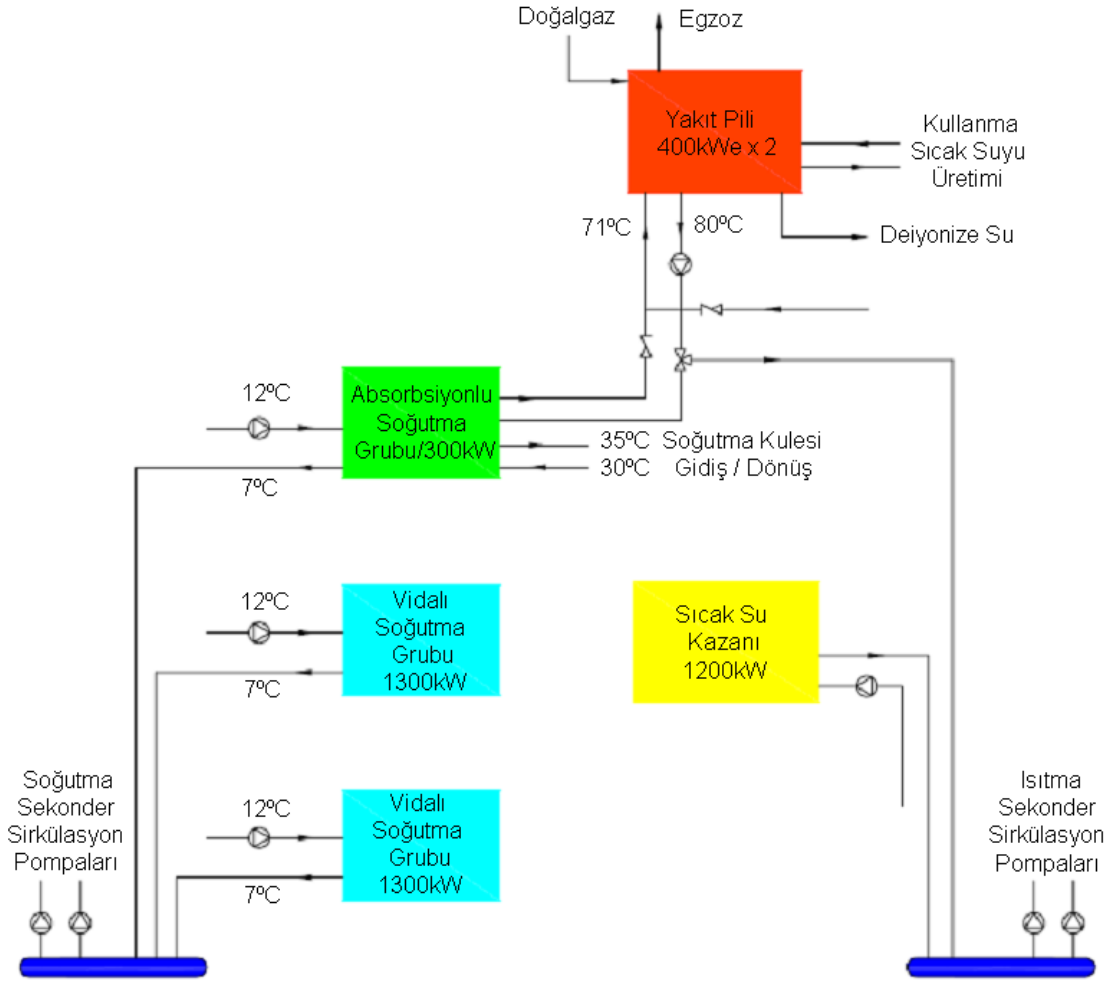 Doğalgaz
Egzoz
Yakıt Pili
400kWe x 2
Kullanma
Sıcak Suyu
Üretimi
71ºC
80ºC
Deiyonize Su
12ºC
Absorbsiyonlu
Soğutma
Grubu/300kW
35ºC Soğutma Kulesi
30ºC Gidiş / Dönüş
7ºC
12ºC
Vidalı
Soğutma
Grubu
1300kW
7ºC
Sıcak Su
Kazanı
1200kW
Soğutma
Sekonder
Sirkülasyon
Pompaları
12ºC
Vidalı
Soğutma
Grubu
1300kW
7ºC
Isıtma
Sekonder
Sirkülasyon
Pompaları